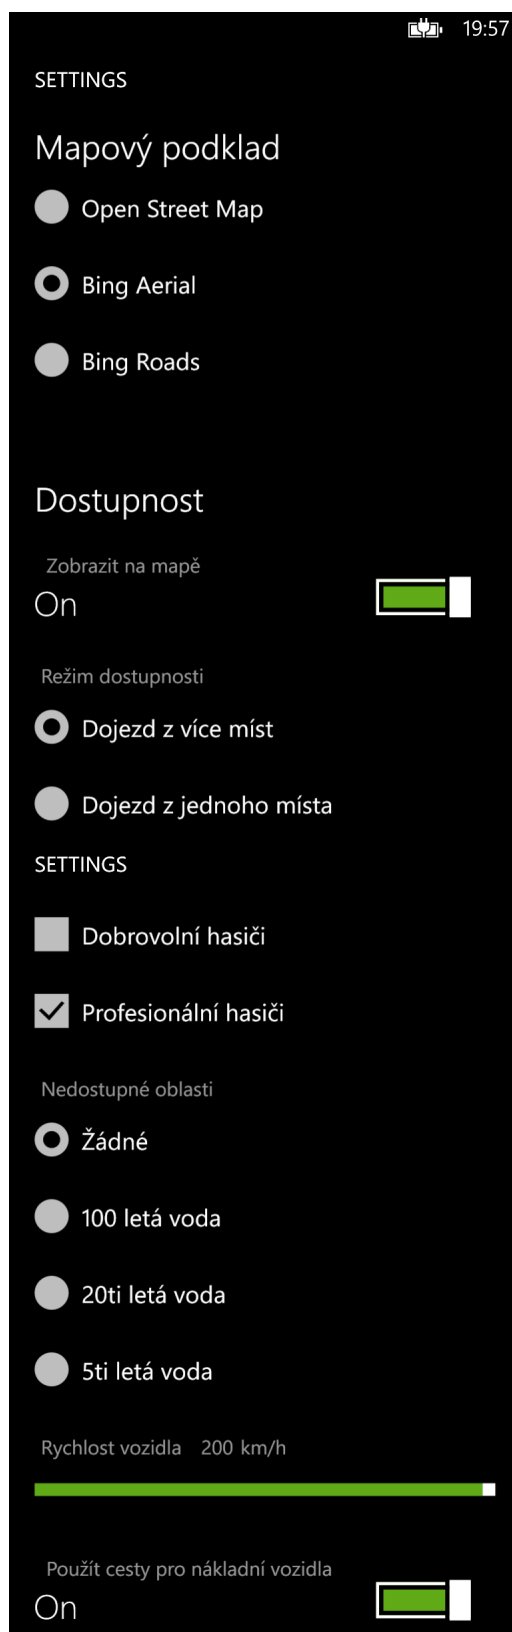 19:57
SETTINGS
Mapový podklad
Open Street Map
Bing Aerial
Bing Roads
Dostupnost
Zobrazit na mapě
On
Režim dostupnosti
Dojezd z více míst
Dojezd z jednoho místa
SETTINGS
Dobrovolní hasiči
Profesionální hasiči
Nedostupné oblasti
Žádné
100 letá voda
20ti letá voda
5ti letá voda
Rychlost vozidla 200 km/h
Použít cesty pro nákladní vozidla
On